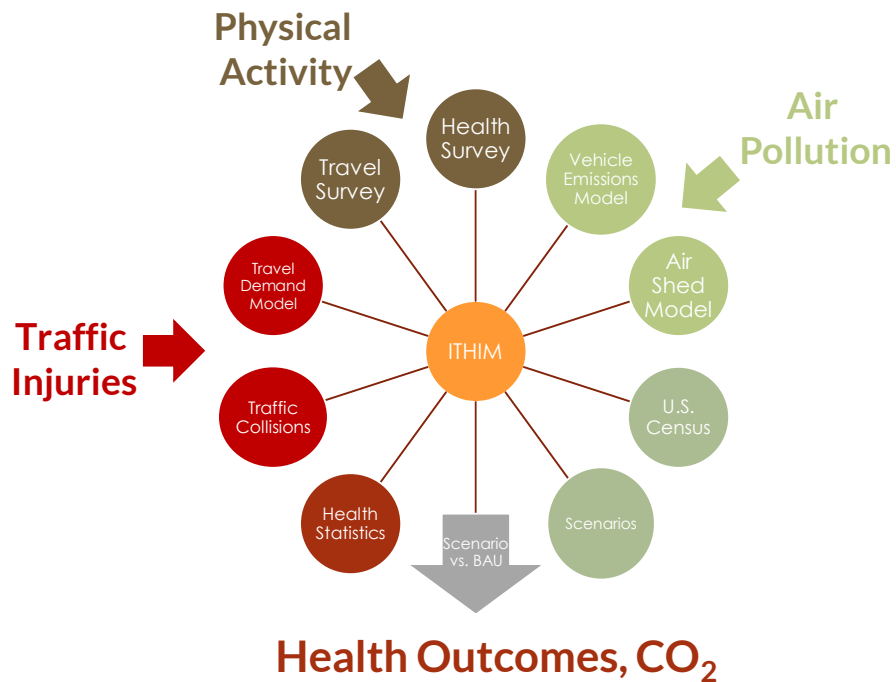 Physical
Activity
Air
Pollution
Health
Survey
Vehicle
Emissions
Model
Travel
Survey
Travel
Demand
Model
Air
Shed
Model
Traffic
Injuries
ITHIM
Traffic
Collisions
U.S.
Census
Health
Statistics
Scenario
vs. BAU
Scenarios
Health Outcomes, CO₂